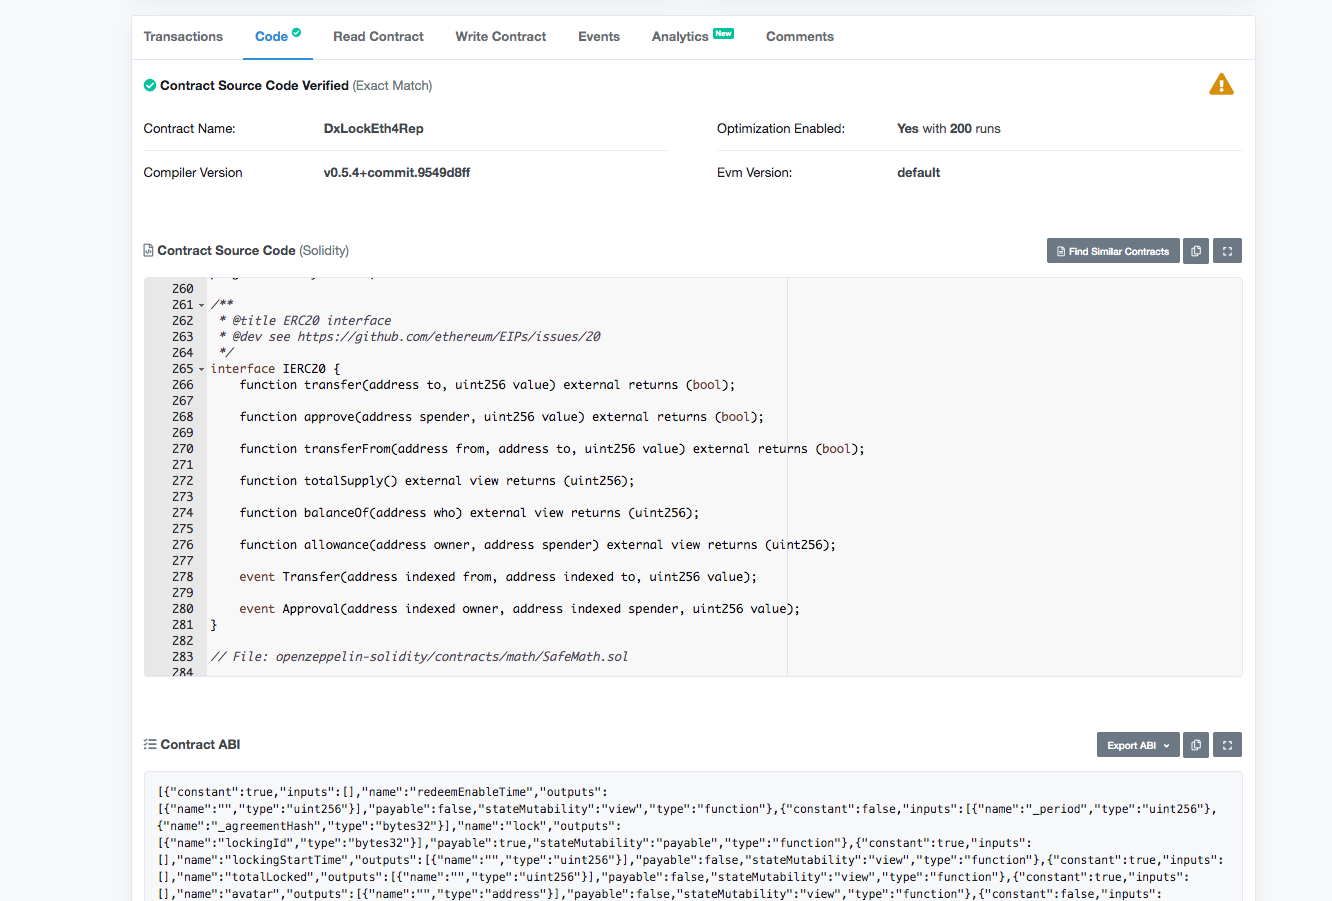 Transactions
Code
Read Contract
Write Contract
Events
Analytics New
Comments
Contract Source Code Verified (Exact Match)
Contract Name: DxLockEth4Rep
Optimization Enabled: Yes with 200 runs
Compiler Version v0.5.4+commit.9549d8ff
Evm Version: default
Contract Source Code (Solidity)
Find Similar Contracts
260
261 /**
262  * @title ERC20 interface
263  * @dev see https://github.com/ethereum/EIPs/issues/20
264  */
265 interface IERC20 {
266     function transfer(address to, uint256 value) external returns (bool);
267
268     function approve(address spender, uint256 value) external returns (bool);
269
270     function transferFrom(address from, address to, uint256 value) external returns (bool);
271
272     function totalSupply() external view returns (uint256);
273
274     function balanceOf(address who) external view returns (uint256);
275
276     function allowance(address owner, address spender) external view returns (uint256);
277
278     event Transfer(address indexed from, address indexed to, uint256 value);
279
280     event Approval(address indexed owner, address indexed spender, uint256 value);
281 }
282
283 // File: openzeppelin-solidity/contracts/math/SafeMath.sol
284
Contract ABI
Export ABI
[{"constant":true,"inputs":[],"name":"redeemEnableTime","outputs":
[{"name":"","type":"uint256"}],"payable":false,"stateMutability":"view","type":"function"},{"constant":false,"inputs":[{"name":"_period","type":"uint256"},
{"name":"_agreementHash","type":"bytes32"}],"name":"lock","outputs":
[{"name":"lockingId","type":"bytes32"}],"payable":true,"stateMutability":"payable","type":"function"},{"constant":true,"inputs":
[],"name":"lockingStartTime","outputs":[{"name":"","type":"uint256"}],"payable":false,"stateMutability":"view","type":"function"},{"constant":true,"inputs":
[],"name":"totalLocked","outputs":[{"name":"","type":"uint256"}],"payable":false,"stateMutability":"view","type":"function"},{"constant":true,"inputs":
[],"name":"avatar","outputs":[{"name":"","type":"address"}],"payable":false,"stateMutability":"view","type":"function"},{"constant":false,"inputs":